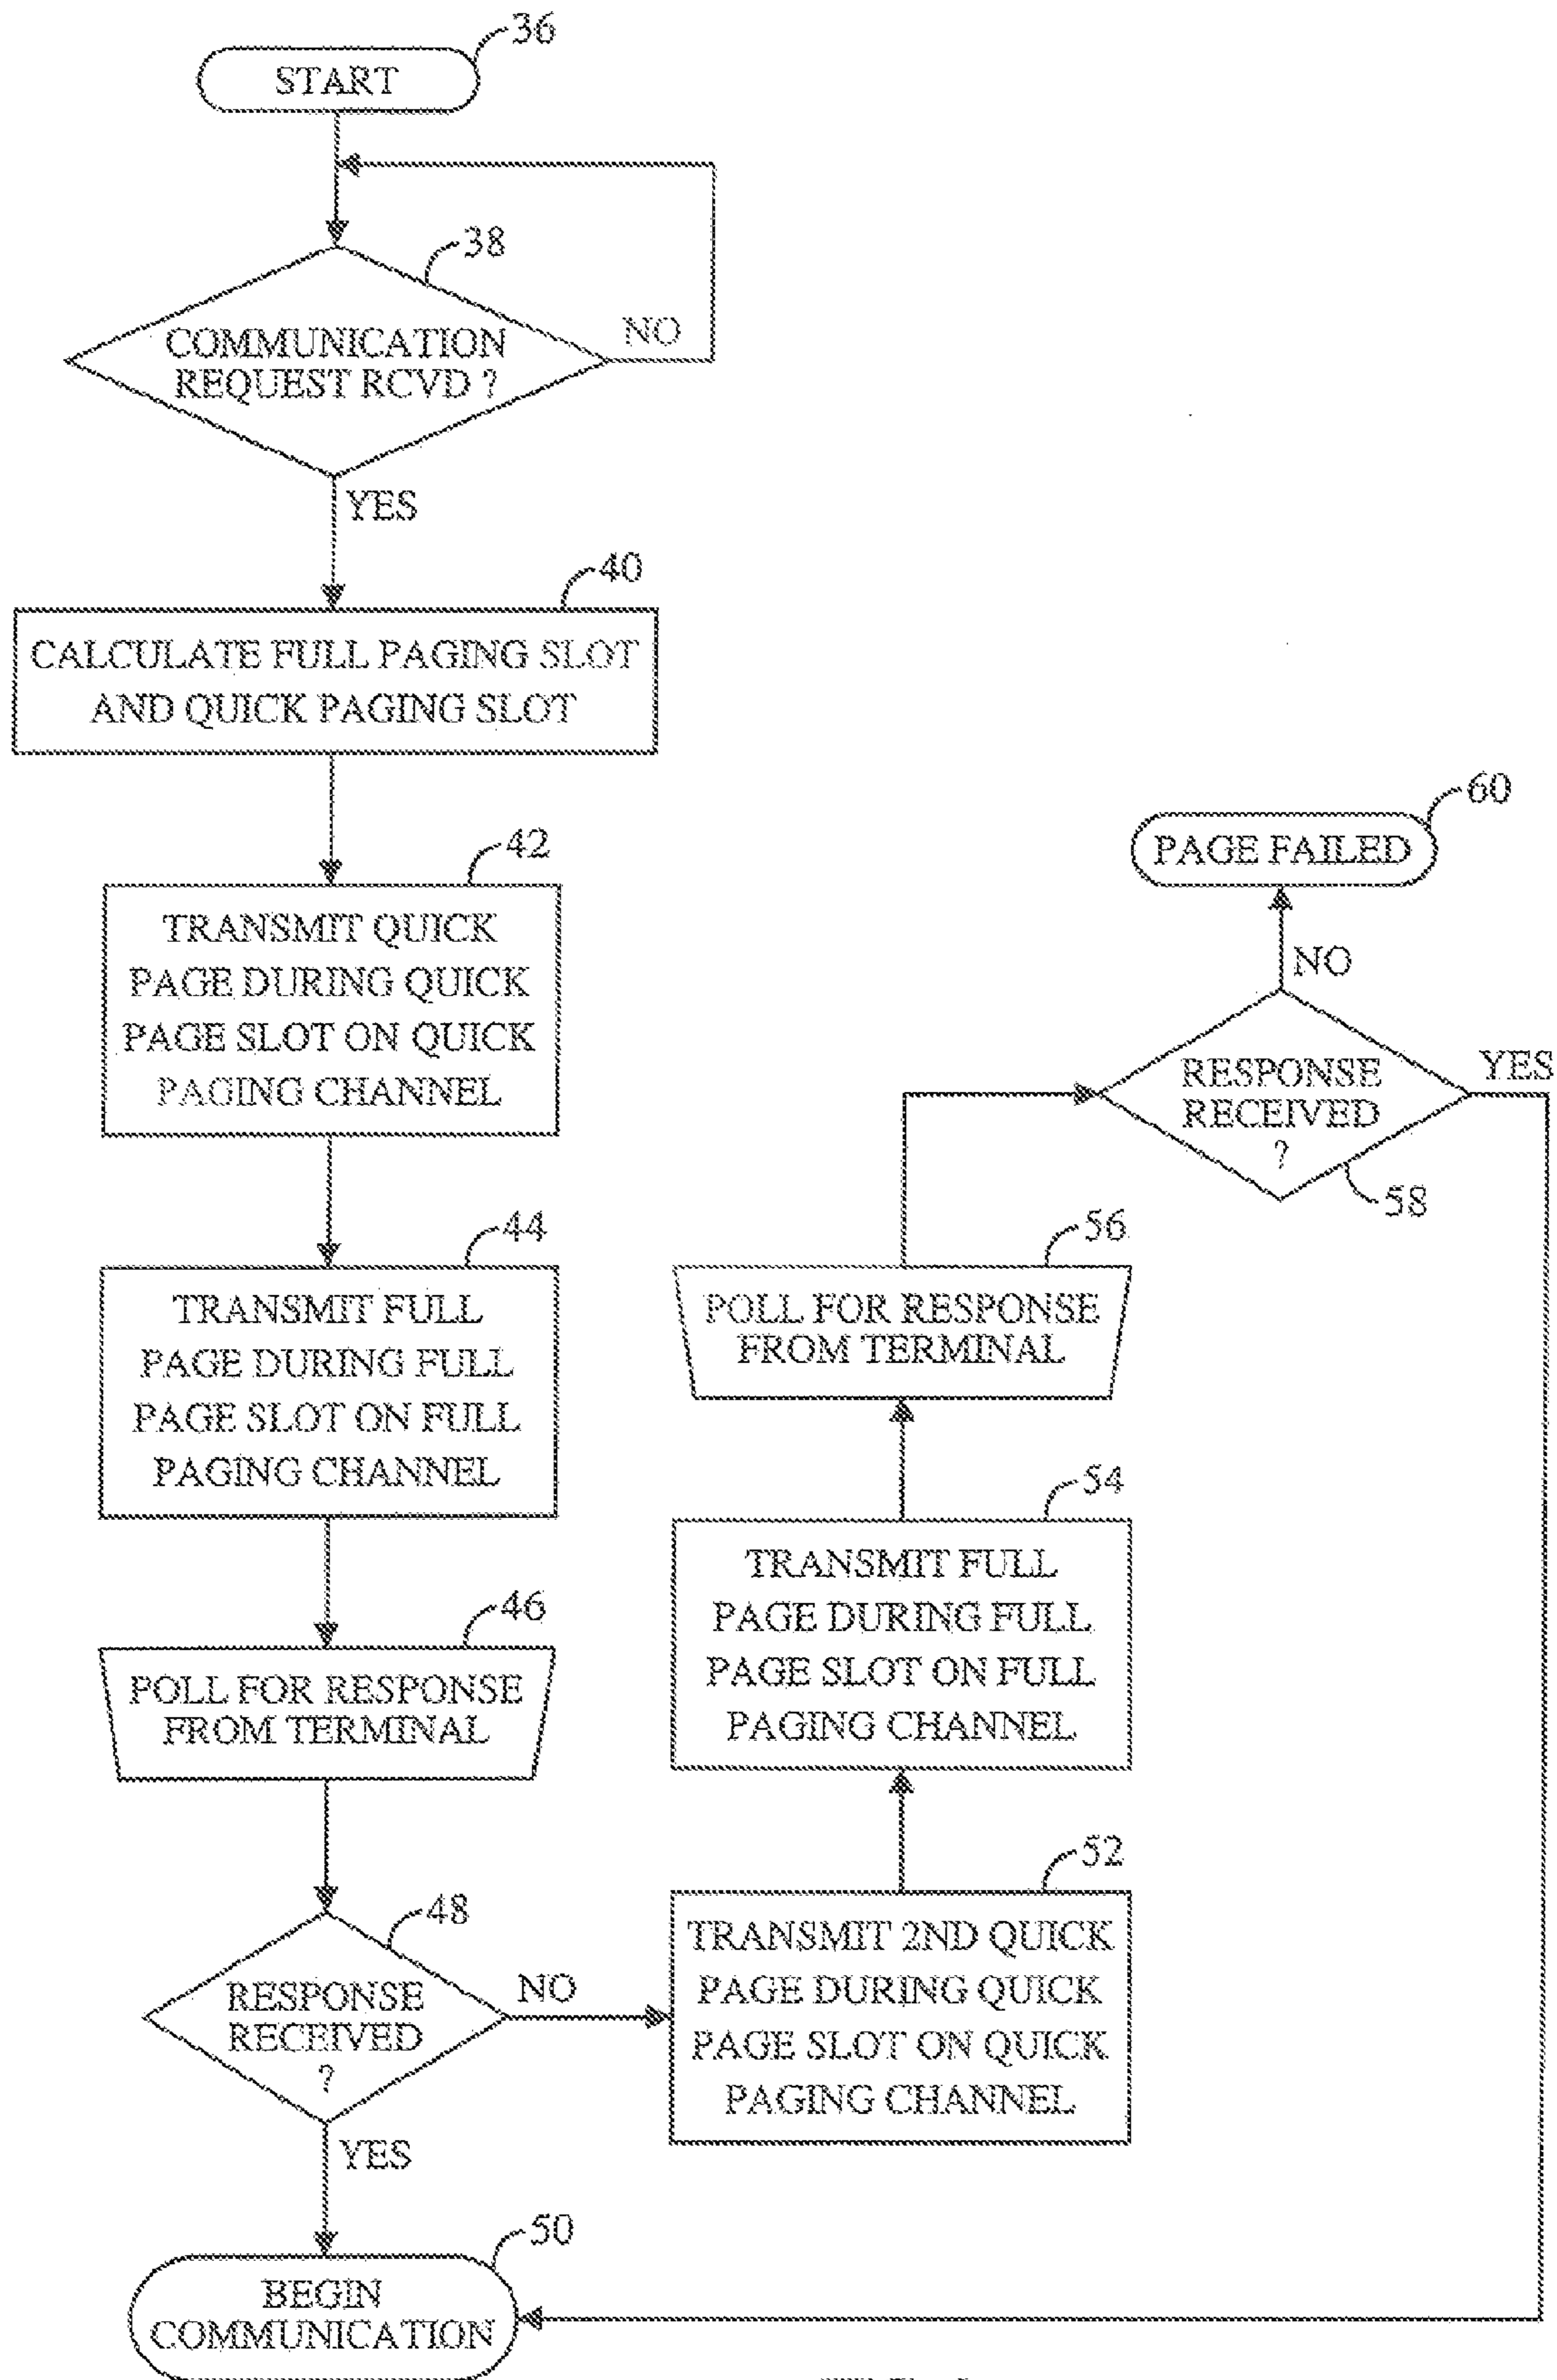 36
START
38
COMMUNICATION
REQUEST RCVD ?
NO
YES
40
CALCULATE FULL PAGING SLOT
AND QUICK PAGING SLOT
42
TRANSMIT QUICK
PAGE DURING QUICK
PAGE SLOT ON QUICK
PAGING CHANNEL
44
TRANSMIT FULL
PAGE DURING FULL
PAGE SLOT ON FULL
PAGING CHANNEL
46
POLL FOR RESPONSE
FROM TERMINAL
48
RESPONSE
RECEIVED
?
NO
YES
50
BEGIN
COMMUNICATION
52
TRANSMIT 2ND QUICK
PAGE DURING QUICK
PAGE SLOT ON QUICK
PAGING CHANNEL
54
TRANSMIT FULL
PAGE DURING FULL
PAGE SLOT ON FULL
PAGING CHANNEL
56
POLL FOR RESPONSE
FROM TERMINAL
58
RESPONSE
RECEIVED
?
YES
NO
60
PAGE FAILED